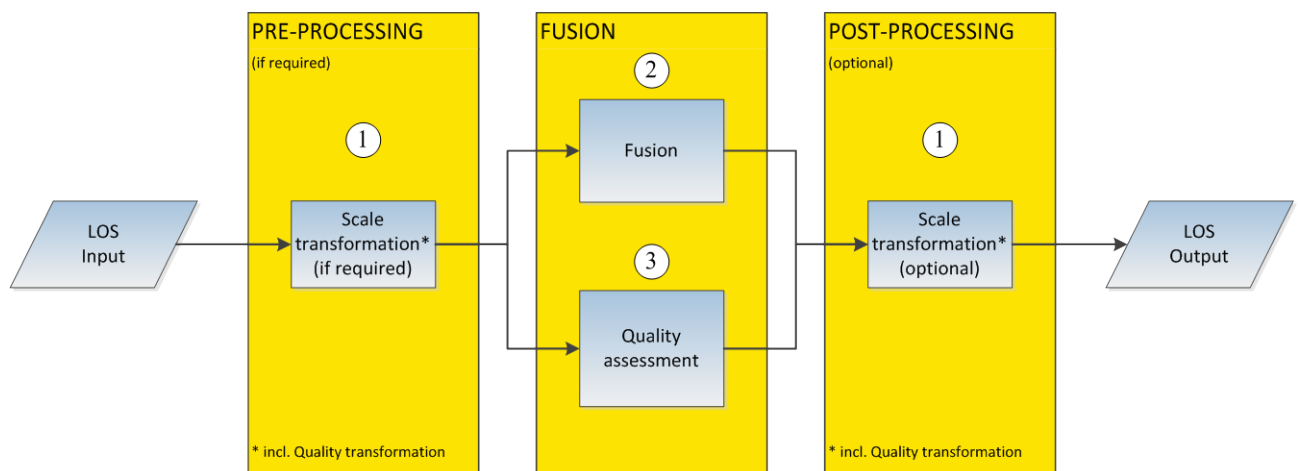 PRE-PROCESSING
(if required)
1
LOS
Input
Scale
transformation*
(if required)
* incl. Quality transformation
FUSION
2
Fusion
3
Quality
assessment
POST-PROCESSING
(optional)
1
Scale
transformation*
(optional)
* incl. Quality transformation
LOS
Output